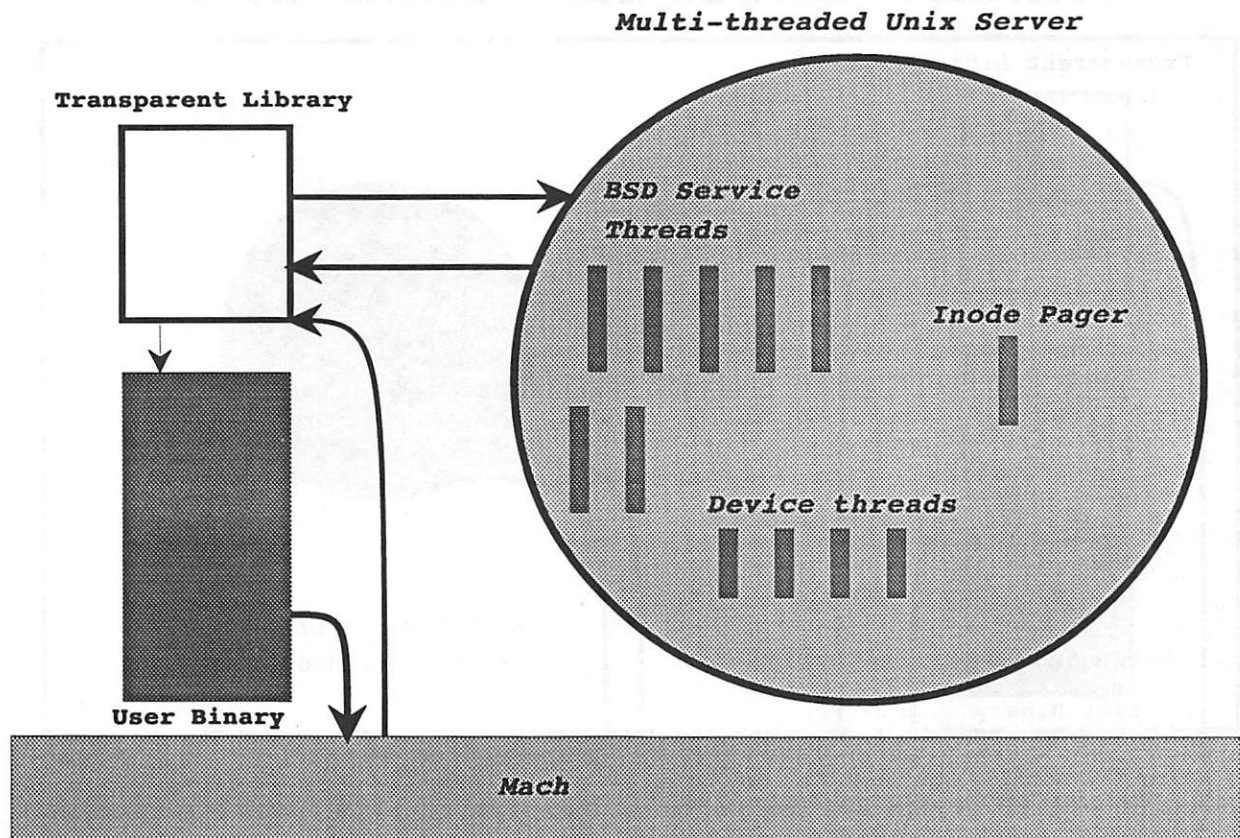 Multi-threaded Unix Server
Transparent Library
BSD Service
Threads
Inode Pager
Device threads
User Binary
Mach